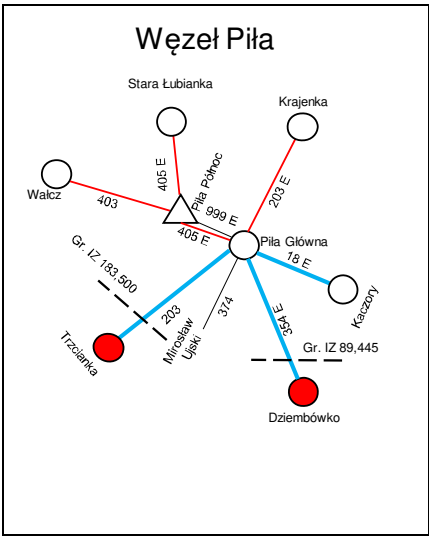 Węzeł Piła
Stara Łubianka
Krajenka
Wałcz
403
405 E
Piła Północ
999 E
405 E
203 E
Piła Główna
18 E
Kaczory
Gr. IZ 183,500
203
Trzcianka
Mirosław
Ujski
374
354 E
Gr. IZ 89,445
Dziembówko